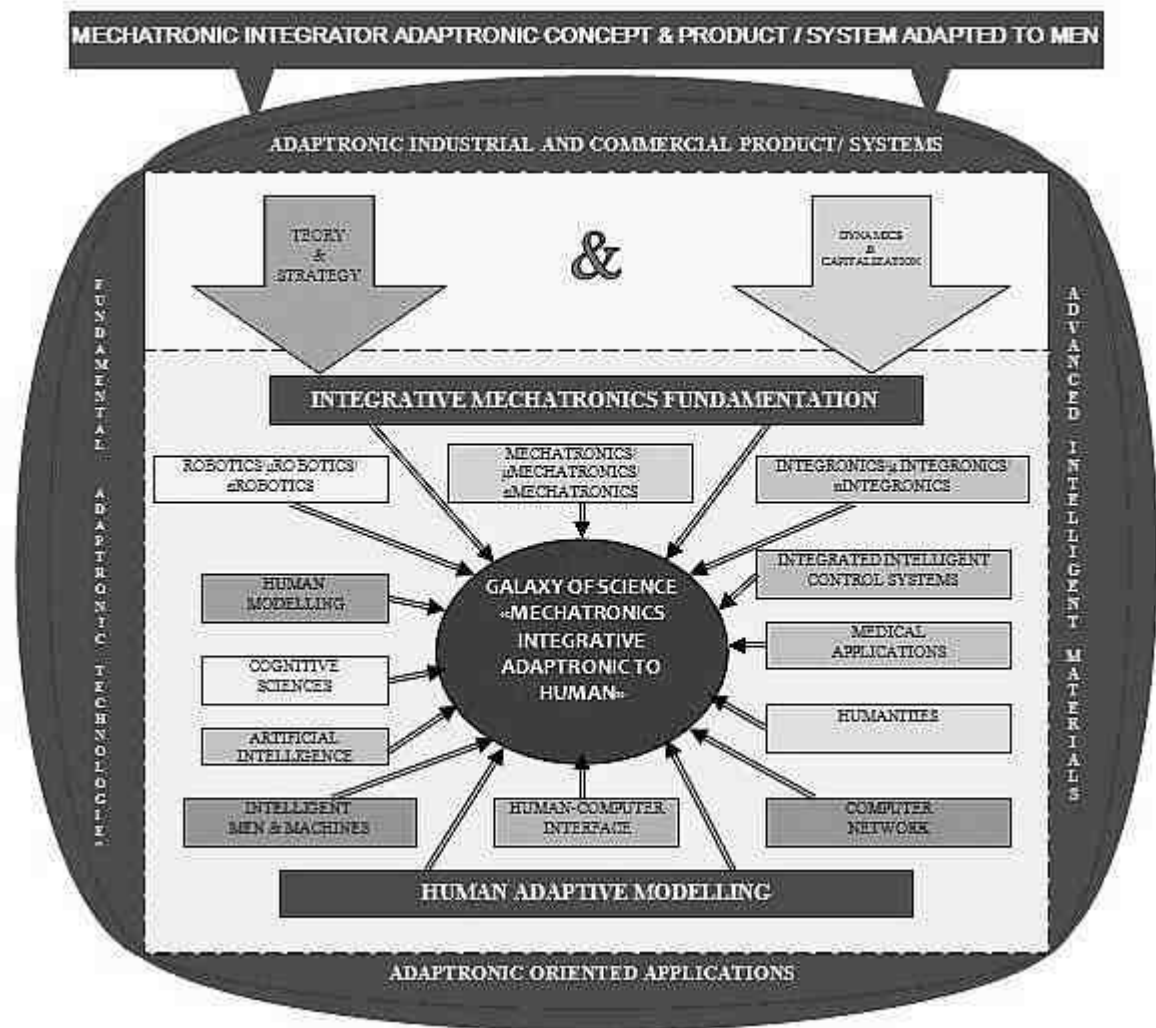 MECHATRONIC INTEGRATOR ADAPTRONIC CONCEPT & PRODUCT / SYSTEM ADAPTED TO MEN
ADAPTRONIC INDUSTRIAL AND COMMERCIAL PRODUCT/ SYSTEMS
TEORY
&
STRATEGY
&
DYNAMICS
&
CAPITALIZATION
FUNDAMENTAL ADAPTRONIC TECHNOLOGIES
ADVANCED INTELLIGENT MATERIALS
INTEGRATIVE MECHATRONICS FUNDAMENTATION
ROBOTICS/µROBOTICS/
nROBOTICS
MECHATRONICS/
µMECHATRONICS
nMECHATRONICS
INTEGRONICS/µ INTEGRONICS/
nINTEGRONICS
HUMAN
MODELLING
GALAXY OF SCIENCE
«MECHATRONICS
INTEGRATIVE
ADAPTRONIC TO
HUMAN»
INTEGRATED INTELLIGENT
CONTROL SYSTEMS
COGNITIVE
SCIENCES
MEDICAL
APPLICATIONS
ARTIFICIAL
INTELLIGENCE
HUMANITIES
INTELLIGENT
MEN & MACHINES
HUMAN-COMPUTER
INTERFACE
COMPUTER
NETWORK
HUMAN ADAPTIVE MODELLING
ADAPTRONIC ORIENTED APPLICATIONS